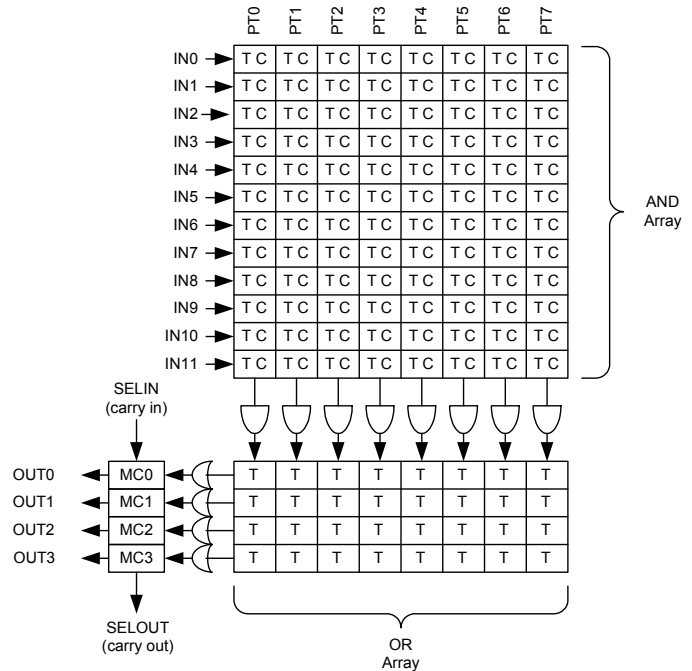 PT0 PT1 PT2 PT3 PT4 PT5 PT6 PT7
IN0 T C T C T C T C T C T C T C T C
IN1 T C T C T C T C T C T C T C T C
IN2 T C T C T C T C T C T C T C T C
IN3 T C T C T C T C T C T C T C T C
IN4 T C T C T C T C T C T C T C T C
IN5 T C T C T C T C T C T C T C T C
IN6 T C T C T C T C T C T C T C T C
IN7 T C T C T C T C T C T C T C T C
IN8 T C T C T C T C T C T C T C T C
IN9 T C T C T C T C T C T C T C T C
IN10 T C T C T C T C T C T C T C T C
IN11 T C T C T C T C T C T C T C T C
AND
Array
SELIN
(carry in)
OUT0 MC0 T T T T T T T T
OUT1 MC1 T T T T T T T T
OUT2 MC2 T T T T T T T T
OUT3 MC3 T T T T T T T T
SELOUT
(carry out)
OR
Array